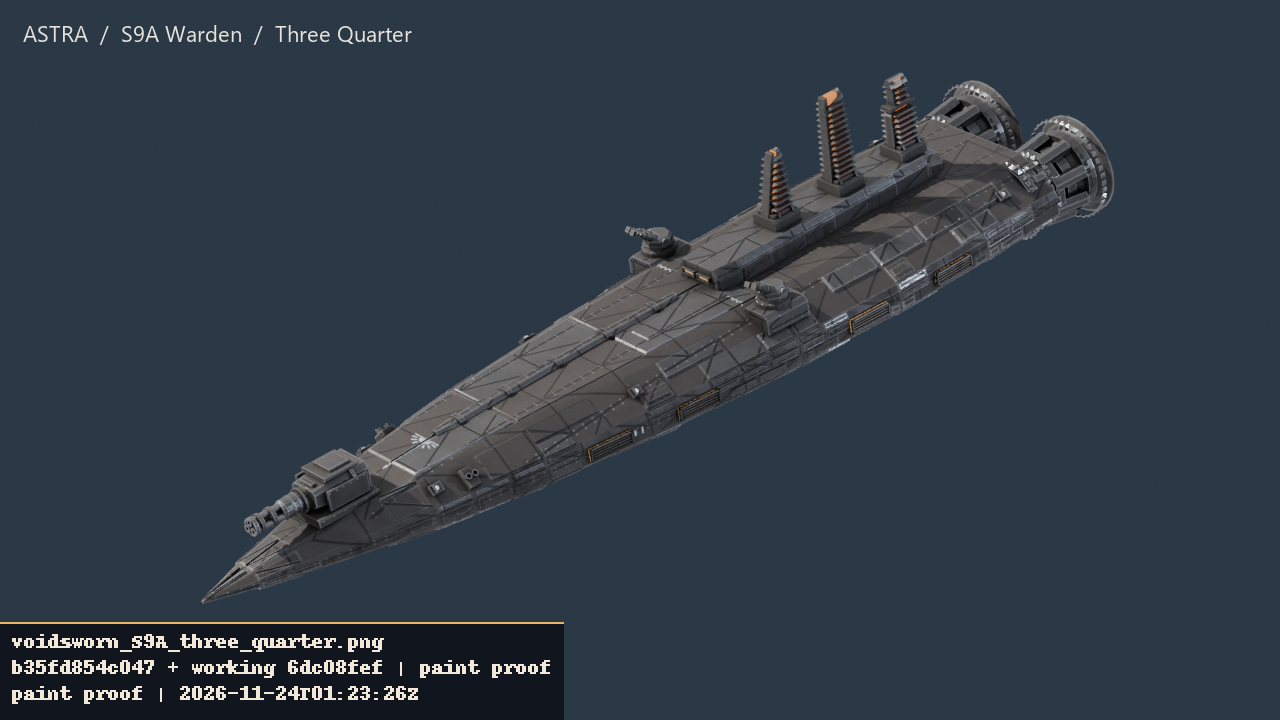 ASTRA / S9A Warden / Three Quarter
voidsworn_S9A_three_quarter.png
b35fd854c047 + working 6dc08fef | paint proof
paint proof | 2026-11-24T01:23:26Z